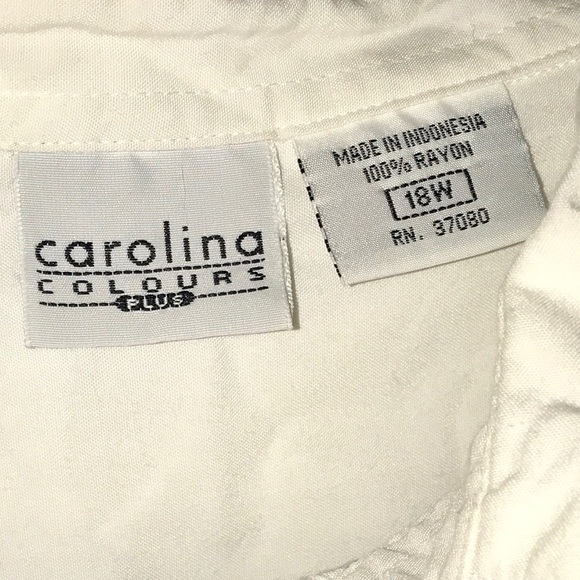 carolina
COLOURS
PLUS
MADE IN INDONESIA
100% RAYON
18W
RN. 37080